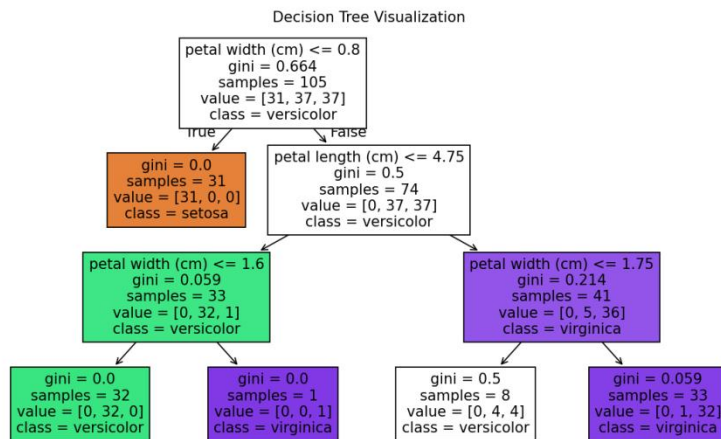 Decision Tree Visualization
petal width (cm) <= 0.8
gini = 0.664
samples = 105
value = [31, 37, 37]
class = versicolor
True
False
gini = 0.0
samples = 31
value = [31, 0, 0]
class = setosa
petal length (cm) <= 4.75
gini = 0.5
samples = 74
value = [0, 37, 37]
class = versicolor
petal width (cm) <= 1.6
gini = 0.059
samples = 33
value = [0, 32, 1]
class = versicolor
petal width (cm) <= 1.75
gini = 0.214
samples = 41
value = [0, 5, 36]
class = virginica
gini = 0.0
samples = 32
value = [0, 32, 0]
class = versicolor
gini = 0.0
samples = 1
value = [0, 0, 1]
class = virginica
gini = 0.5
samples = 8
value = [0, 4, 4]
class = versicolor
gini = 0.059
samples = 33
value = [0, 1, 32]
class = virginica